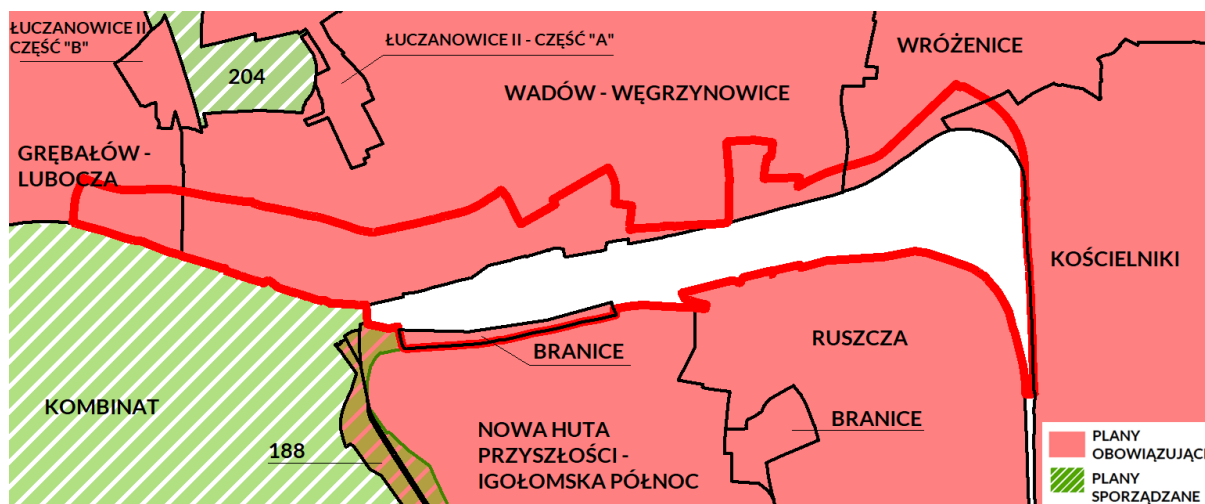 ŁUCZANOWICE II
CZĘŚĆ "B"
204
ŁUCZANOWICE II - CZĘŚĆ "A"
WRÓŻENICE
WADÓW - WĘGRZYNOWICE
GRĘBAŁÓW -
LUBOCZA
KOŚCIELNIKI
RUSZCZA
BRANICE
KOMBINAT
188
NOWA HUTA
PRZYSZŁOŚCI -
IGOŁOMSKA PÓŁNOC
BRANICE
PLANY
OBOWIĄZUJĄC
PLANY
SPORZĄDZANE